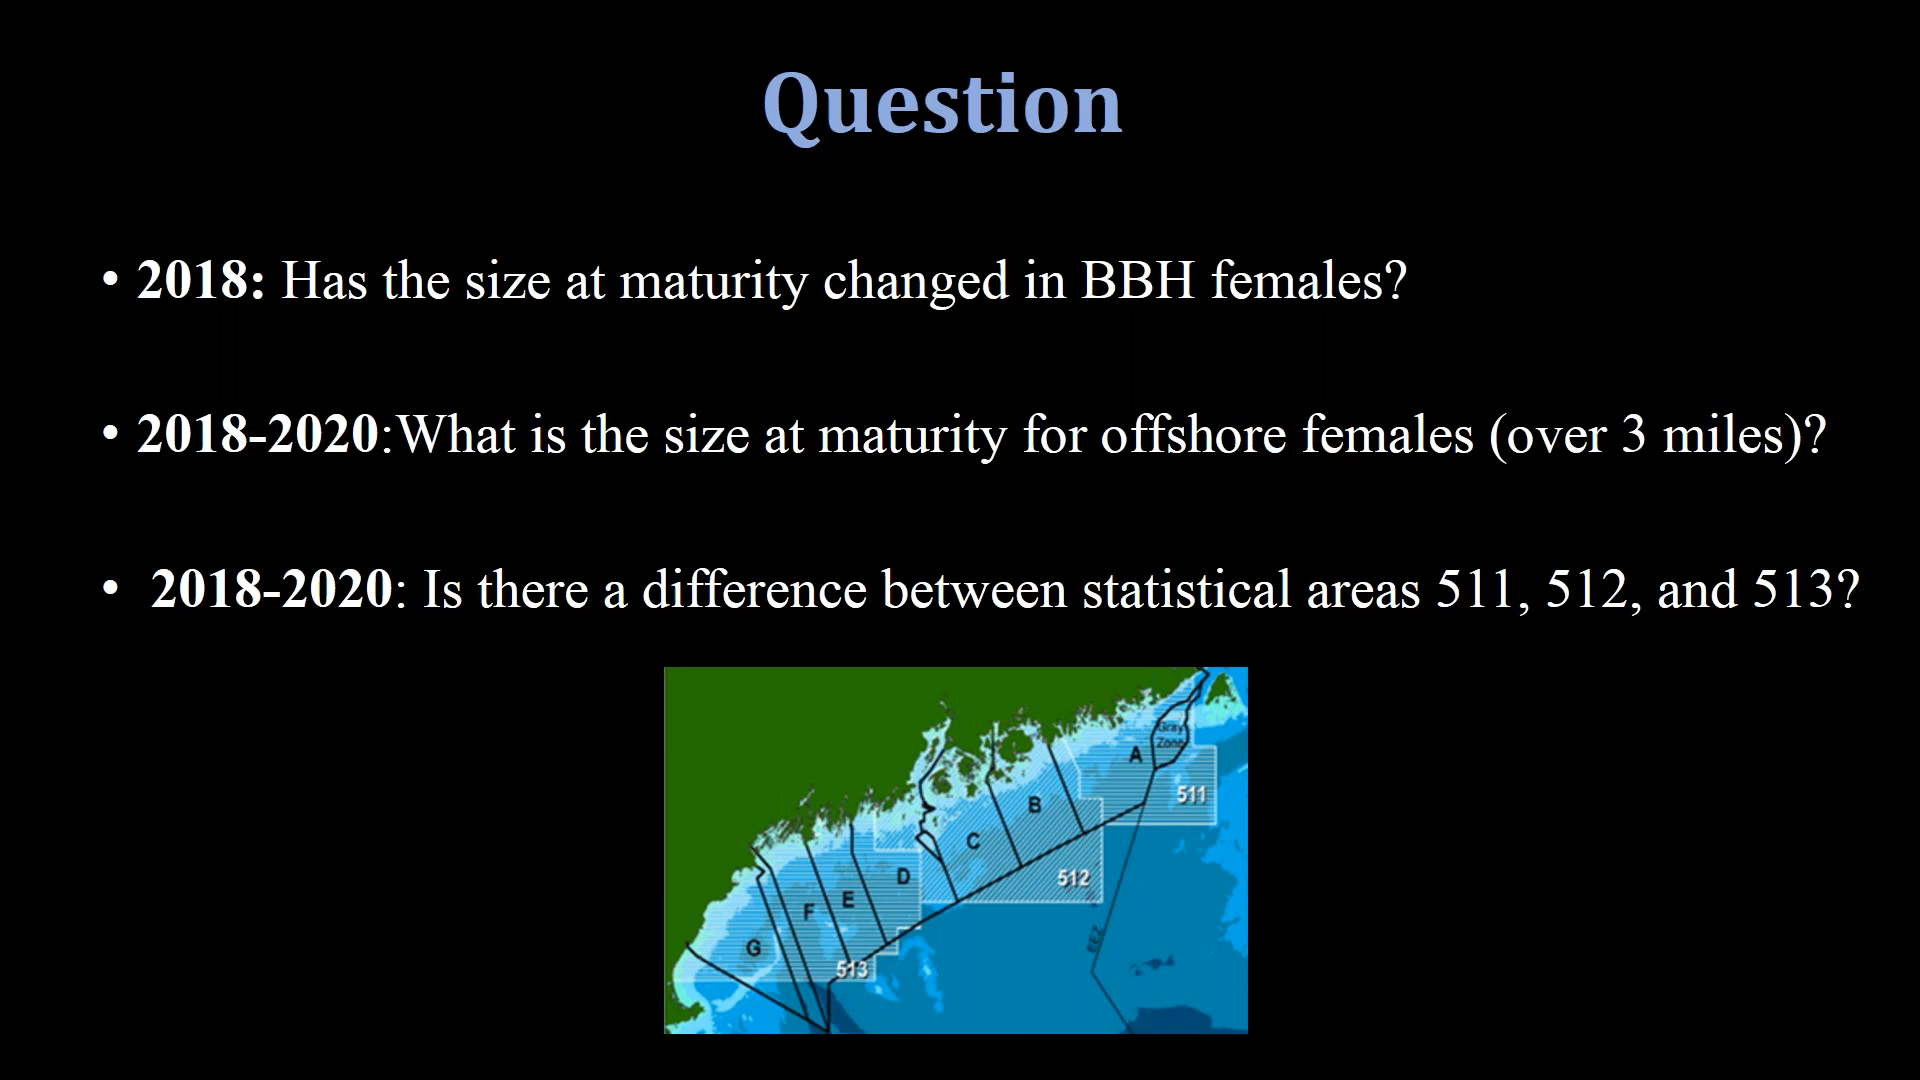 Question
• 2018: Has the size at maturity changed in BBH females?
• 2018-2020:What is the size at maturity for offshore females (over 3 miles)?
• 2018-2020: Is there a difference between statistical areas 511, 512, and 513?
Gray
Zone
A
511
B
C
512
D
E
F
EEZ
G
513